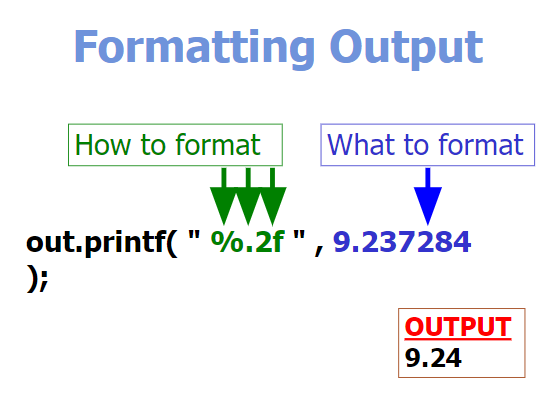 Formatting Output
How to format
What to format
out.printf( " %.2f " , 9.237284
);
OUTPUT
9.24